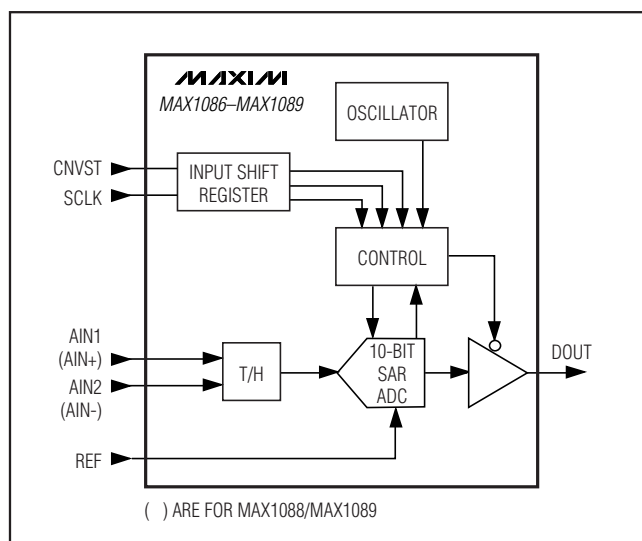 MAXIM
MAX1086–MAX1089
OSCILLATOR
CNVST
SCLK
INPUT SHIFT
REGISTER
CONTROL
AIN1
(AIN+)
AIN2
(AIN-)
T/H
10-BIT
SAR
ADC
DOUT
REF
( ) ARE FOR MAX1088/MAX1089